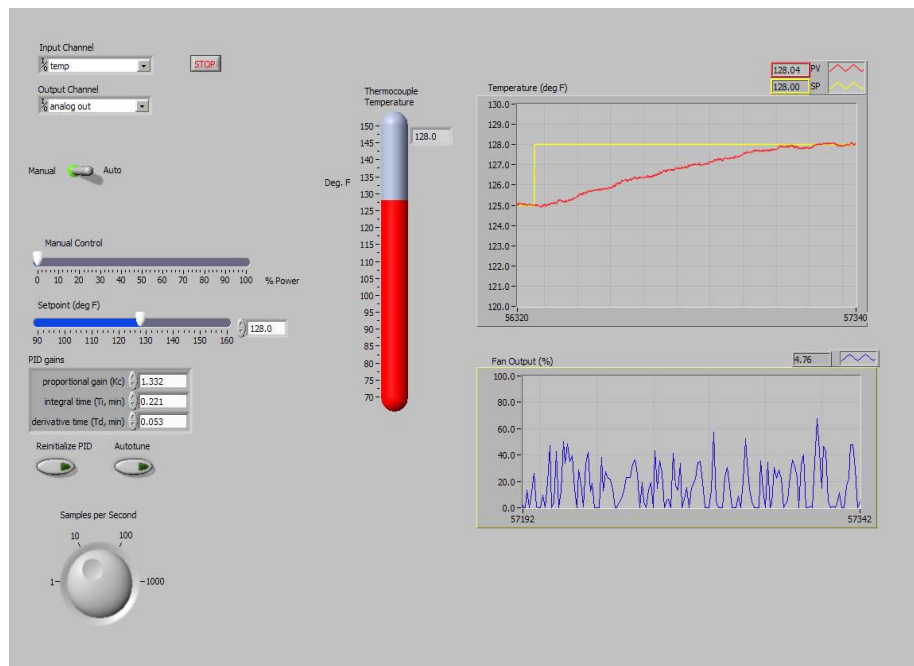 Input Channel
temp
STOP
Output Channel
analog out
Manual
Auto
Manual Control
0 10 20 30 40 50 60 70 80 90 100 % Power
Setpoint (deg F)
90 100 110 120 130 140 150 160
128.0
PID gains
proportional gain (Kc) 1.332
integral time (Ti, min) 0.221
derivative time (Td, min) 0.053
Reinitialize PID Autotune
Samples per Second
10 100
1 1000
Thermocouple
Temperature
128.0
Deg. F
150
145
140
135
130
125
120
115
110
105
100
95
90
85
80
75
70
128.04 PV
128.00 SP
Temperature (deg F)
130.0
129.0
128.0
127.0
126.0
125.0
124.0
123.0
122.0
121.0
120.0
56320 57340
Fan Output (%) 4.76
100.0
80.0
60.0
40.0
20.0
0.0
57192 57342